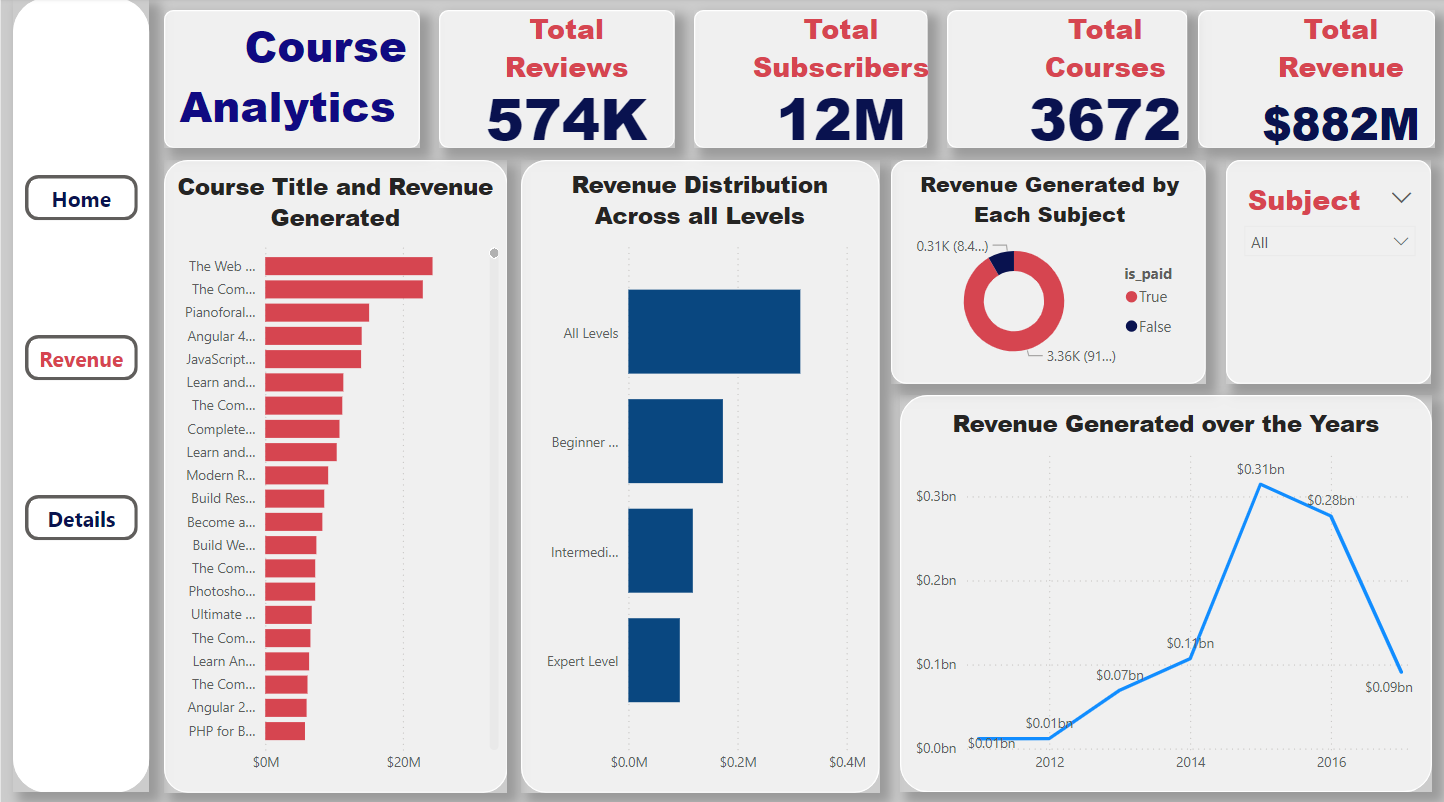 Course
Analytics
Total
Reviews
574K
Total
Subscribers
12M
Total
Courses
3672
Total
Revenue
$882M
Home
Revenue
Details
Course Title and Revenue
Generated
The Web ...
The Com...
Pianoforal...
Angular 4...
JavaScript...
Learn and...
The Com...
Complete...
Learn and...
Modern R...
Build Res...
Become a...
Build We...
The Com...
Photosho...
Ultimate ...
The Com...
Learn An...
The Com...
Angular 2...
PHP for B...
$0M
$20M
Revenue Distribution
Across all Levels
All Levels
Beginner ...
Intermedi...
Expert Level
$0.0M
$0.2M
$0.4M
Revenue Generated by
Each Subject
0.31K (8.4...)
3.36K (91...)
is_paid
True
False
Subject
All
Revenue Generated over the Years
$0.3bn
$0.2bn
$0.1bn
$0.0bn
$0.01bn
$0.01bn
$0.07bn
$0.11bn
$0.31bn
$0.28bn
$0.09bn
2012
2014
2016